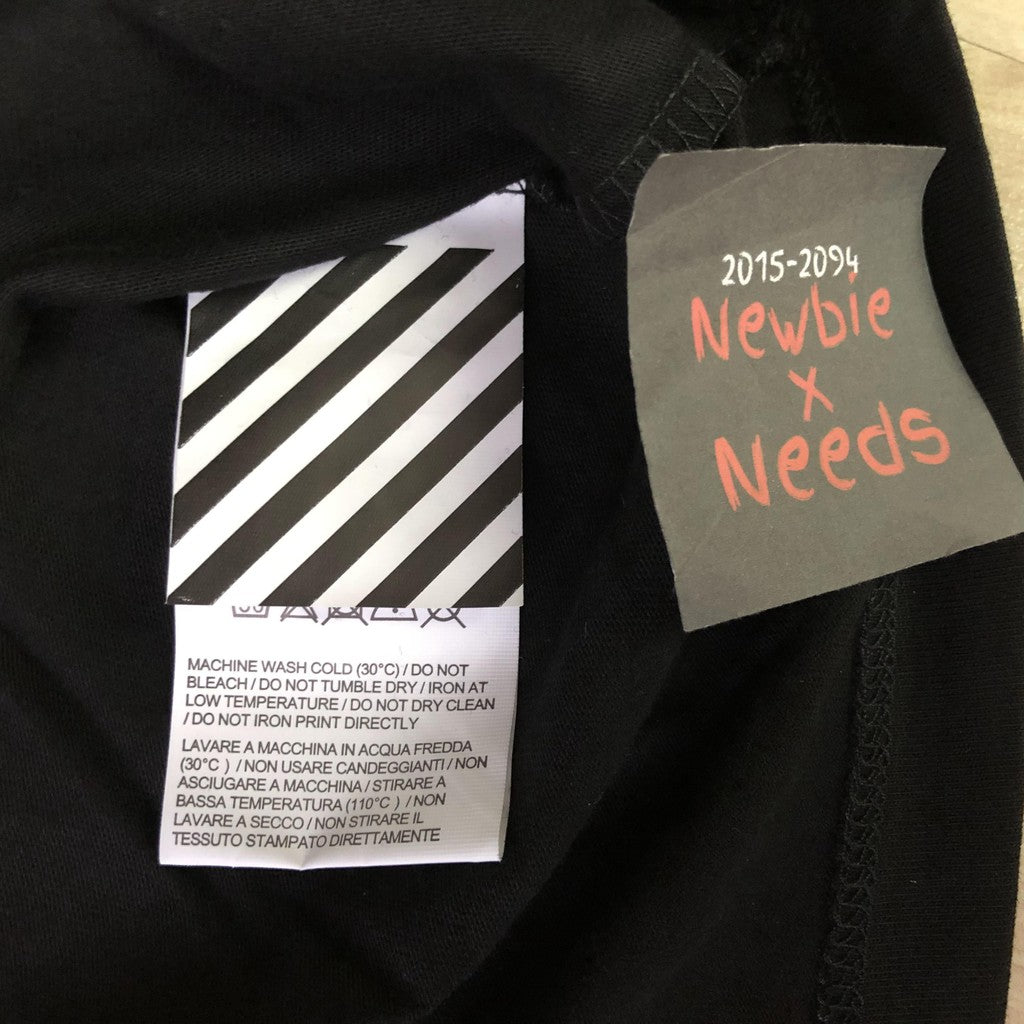 2015-2094
Newbie
x
Needs
MACHINE WASH COLD (30°C) / DO NOT
BLEACH / DO NOT TUMBLE DRY / IRON AT
LOW TEMPERATURE / DO NOT DRY CLEAN
/ DO NOT IRON PRINT DIRECTLY
LAVARE A MACCHINA IN ACQUA FREDDA
(30°C ) / NON USARE CANDEGGIANTI / NON
ASCIUGARE A MACCHINA / STIRARE A
BASSA TEMPERATURA (110°C ) / NON
LAVARE A SECCO / NON STIRARE IL
TESSUTO STAMPATO DIRETTAMENTE